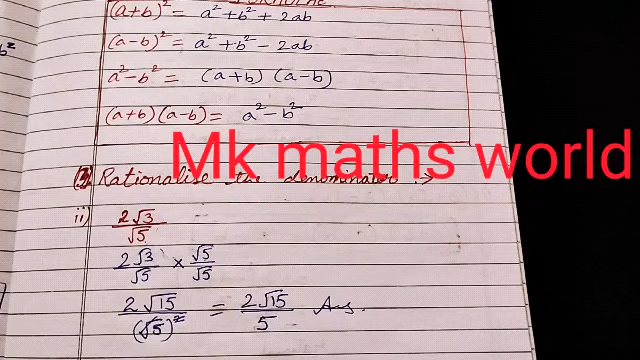 (a+b)² = a²+b²+2ab
(a-b)² = a²+b²-2ab
a²-b² = (a+b) (a-b)
(a+b)(a-b) = a²-b²
Mk maths world
(3) Rationalise the denominator :→
ii) 2√3/√5
2√3/√5 × √5/√5
2√15/(√5)² = 2√15/5 Ans.